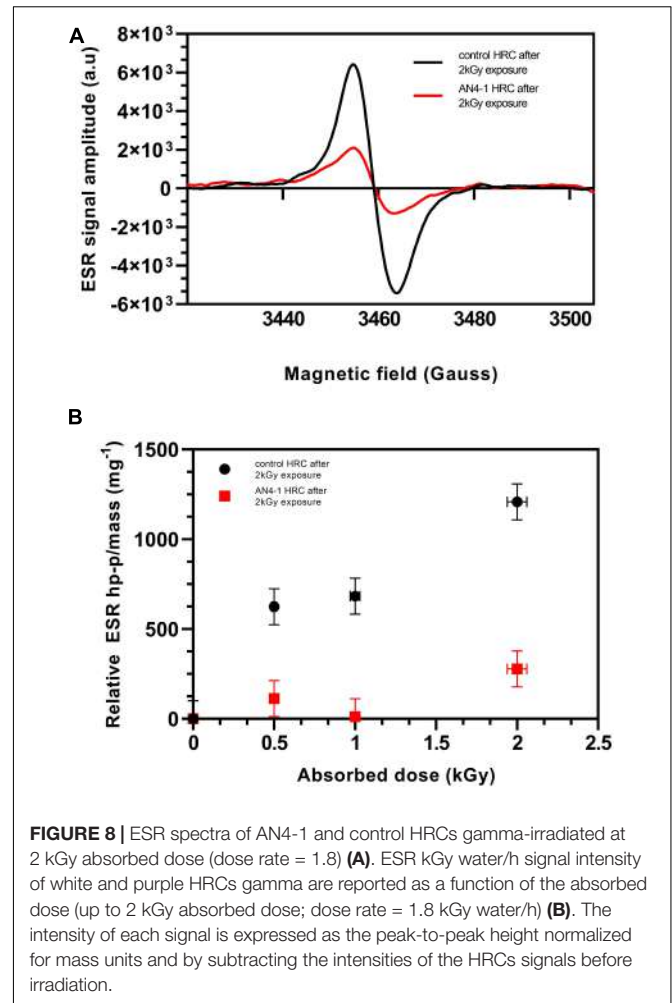 A
8×10³
6×10³
4×10³
2×10³
0
-2×10³
-4×10³
-6×10³
ESR signal amplitude (a.u)
control HRC after
2kGy exposure
AN4-1 HRC after
2kGy exposure
3440
3460
3480
3500
Magnetic field (Gauss)
B
1500
1000
500
0
Relative ESR hp-p/mass (mg⁻¹)
control HRC after
2kGy exposure
AN4-1 HRC after
2kGy exposure
0
0.5
1
1.5
2
2.5
Absorbed dose (kGy)
FIGURE 8 | ESR spectra of AN4-1 and control HRCs gamma-irradiated at
2 kGy absorbed dose (dose rate = 1.8) (A). ESR kGy water/h signal intensity
of white and purple HRCs gamma are reported as a function of the absorbed
dose (up to 2 kGy absorbed dose; dose rate = 1.8 kGy water/h) (B). The
intensity of each signal is expressed as the peak-to-peak height normalized
for mass units and by subtracting the intensities of the HRCs signals before
irradiation.